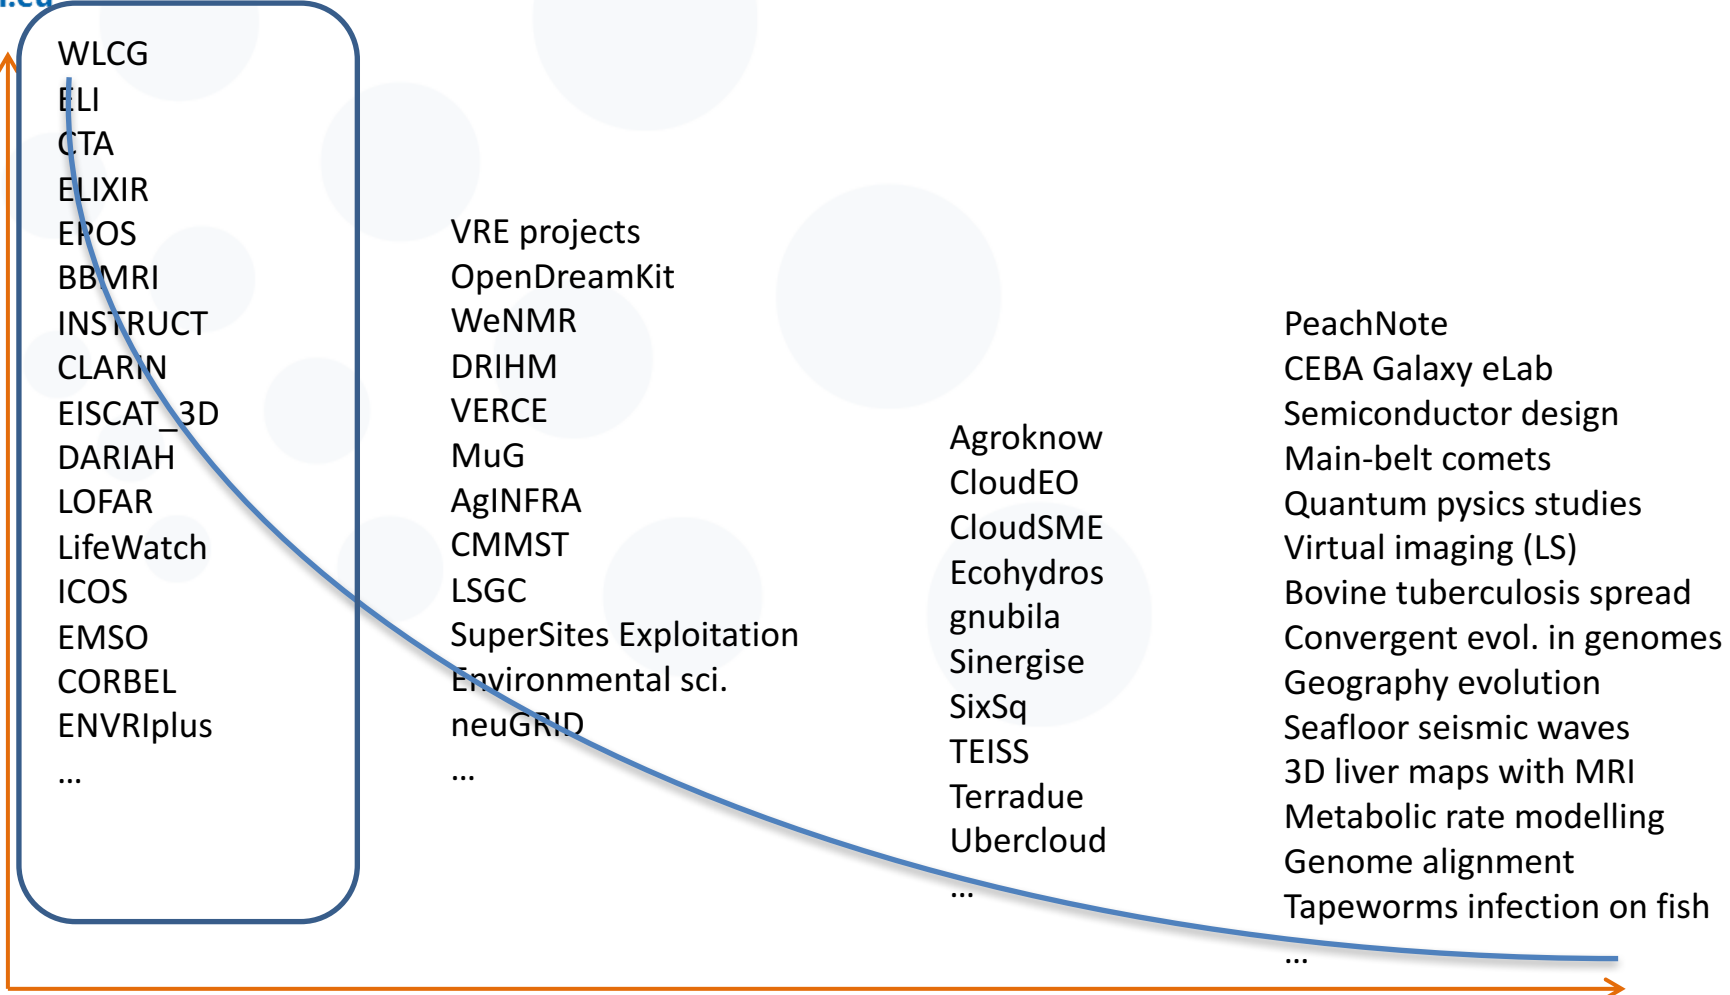 WLCG
ELI
CTA
ELIXIR
EPOS
BBMRI
INSTRUCT
CLARIN
EISCAT_3D
DARIAH
LOFAR
LifeWatch
ICOS
EMSO
CORBEL
ENVRIplus
...
VRE projects
OpenDreamKit
WeNMR
DRIHM
VERCE
MuG
AgINFRA
CMMST
LSGC
SuperSites Exploitation
Environmental sci.
neuGRID
...
Agroknow
CloudEO
CloudSME
Ecohydros
gnubila
Sinergise
SixSq
TEISS
Terradue
Ubercloud
...
PeachNote
CEBA Galaxy eLab
Semiconductor design
Main-belt comets
Quantum pysics studies
Virtual imaging (LS)
Bovine tuberculosis spread
Convergent evol. in genomes
Geography evolution
Seafloor seismic waves
3D liver maps with MRI
Metabolic rate modelling
Genome alignment
Tapeworms infection on fish
...